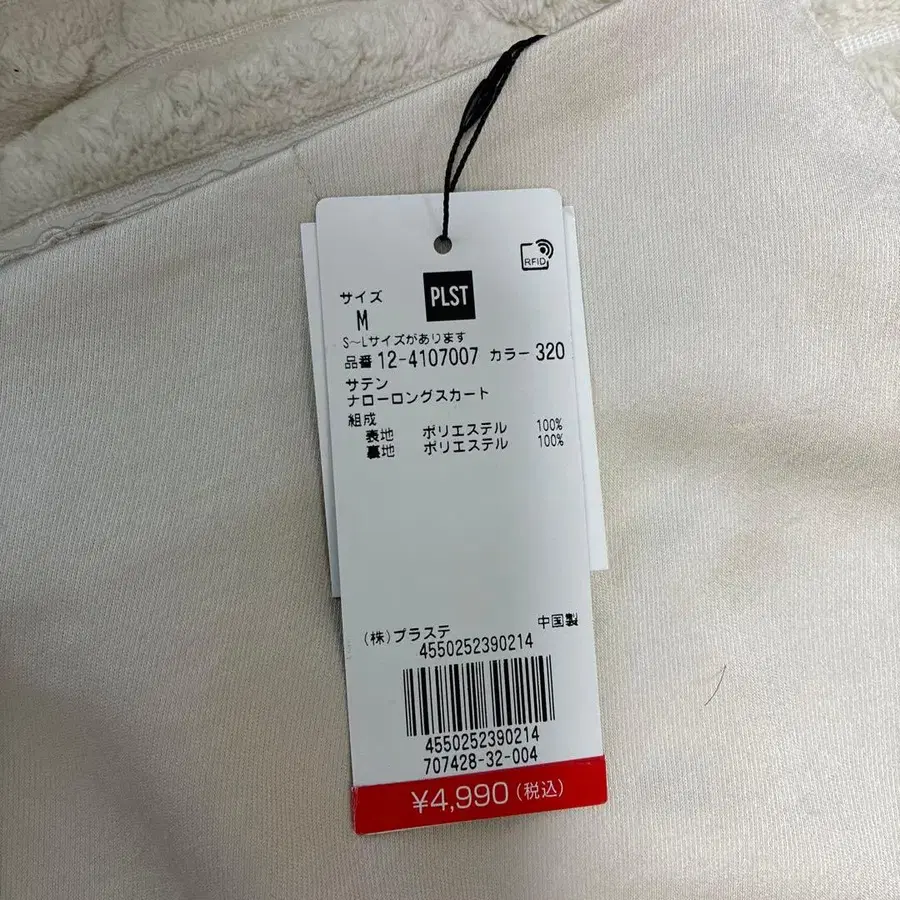 RFID
PLST
サイズ
M
S～Lサイズがあります
品番 12-4107007 カラー 320
サテン
ナローロングスカート
組成
表地 ポリエステル 100%
裏地 ポリエステル 100%
(株)プラステ 中国製
4550252390214
4550252390214
707428-32-004
¥4,990(税込)